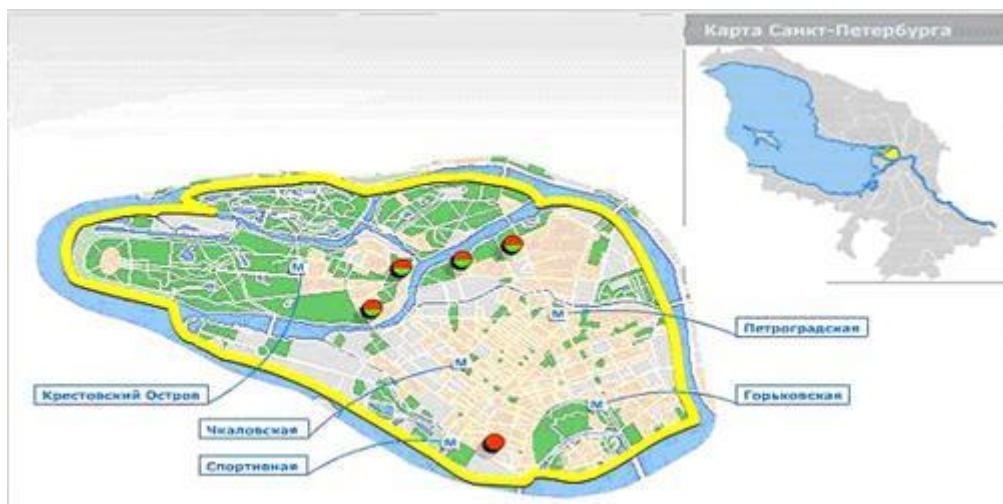 Карта Санкт-Петербурга
М
М
Петроградская
Крестовский Остров
М
М
Горьковская
Чкаловская
М
Спортивная